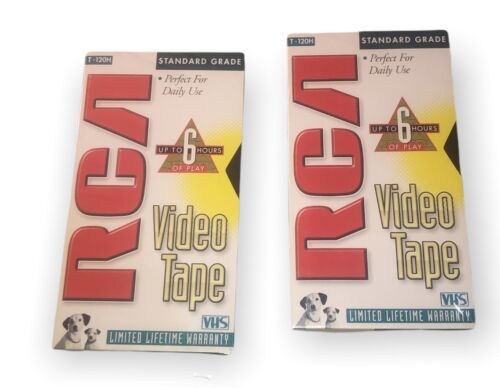 T-120H STANDARD GRADE
• Perfect For
Daily Use
RCA
UP TO 6 HOURS
OF PLAY
Video
Tape
VHS
LIMITED LIFETIME WARRANTY
T-120H STANDARD GRADE
• Perfect For
Daily Use
RCA
UP TO 6 HOURS
OF PLAY
Video
Tape
VHS
LIMITED LIFETIME WARRANTY